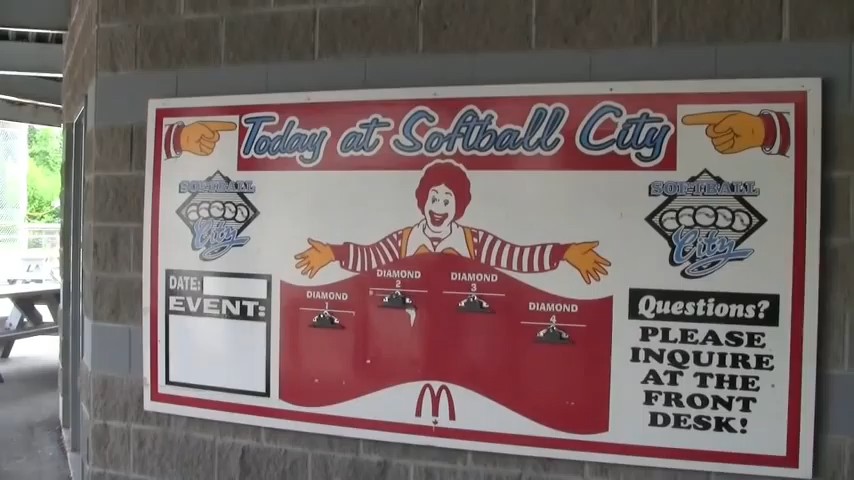 Today at Softball City
SOFTBALL
City
SOFTBALL
City
DATE:
EVENT:
DIAMOND
1
DIAMOND
2
DIAMOND
3
DIAMOND
4
Questions?
PLEASE
INQUIRE
AT THE
FRONT
DESK!